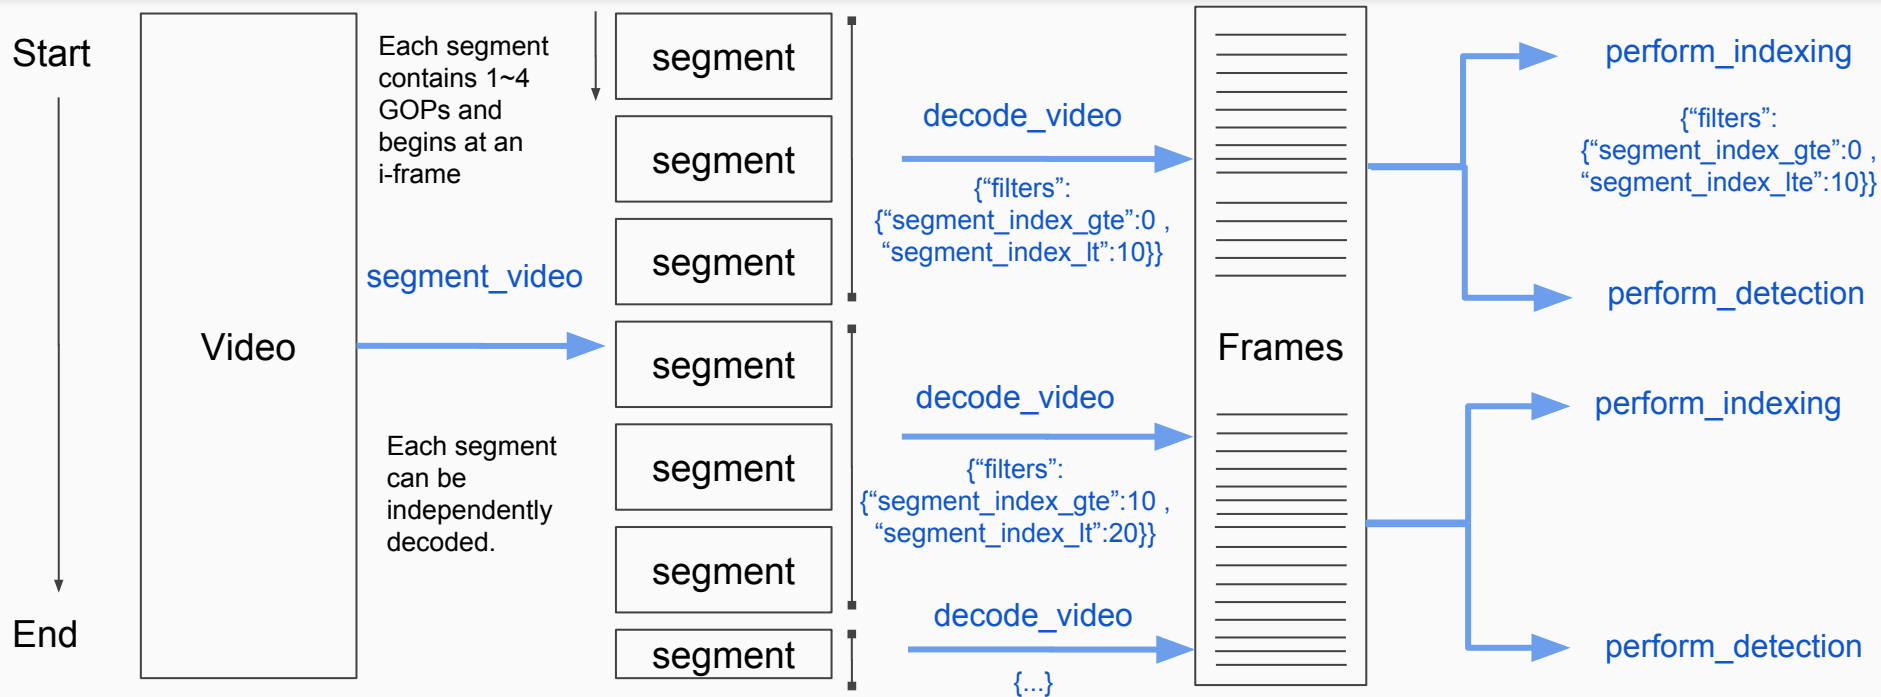 Start
End
Video
Each segment
contains 1~4
GOPs and
begins at an
i-frame
segment_video
Each segment
can be
independently
decoded.
segment
segment
segment
segment
segment
segment
segment
decode_video
{“filters”:
{“segment_index_gte”:0 ,
“segment_index_lt”:10}}
decode_video
{“filters”:
{“segment_index_gte”:10 ,
“segment_index_lt”:20}}
decode_video
{...}
Frames
perform_indexing
{“filters”:
{“segment_index_gte”:0 ,
“segment_index_lte”:10}}
perform_detection
perform_indexing
perform_detection